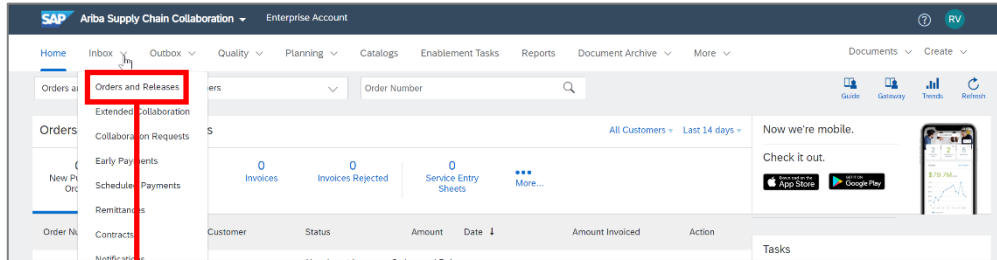 SAP Ariba Supply Chain Collaboration Enterprise Account ? RV
Home Inbox Outbox Quality Planning Catalogs Enablement Tasks Reports Document Archive More Documents Create
Orders and Releases
Extended Collaboration
Collaboration Requests
Early Payments
Scheduled Payments
Remittances
Contracts
Notifications
Order Number
Guide Gateway Trends Refresh
Orders
All Customers Last 14 days
0 Invoices
0 Invoices Rejected
0 Service Entry Sheets
More...
Order Customer Status Amount Date ↓ Amount Invoiced Action
Now we're mobile.
Check it out.
App Store
Google Play
Tasks